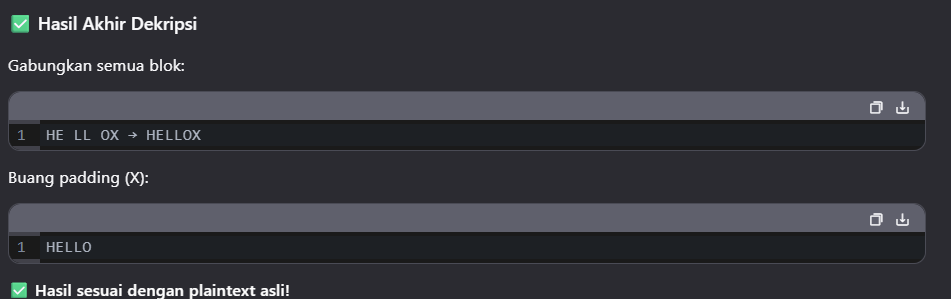 ✅ Hasil Akhir Dekripsi
Gabungkan semua blok:
1 HE LL OX → HELLOX
Buang padding (X):
1 HELLO
✅ Hasil sesuai dengan plaintext asli!